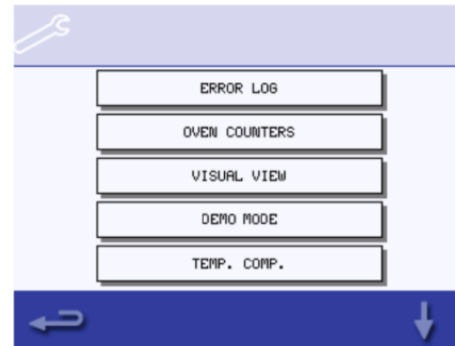 ERROR LOG
OVEN COUNTERS
VISUAL VIEW
DEMO MODE
TEMP. COMP.